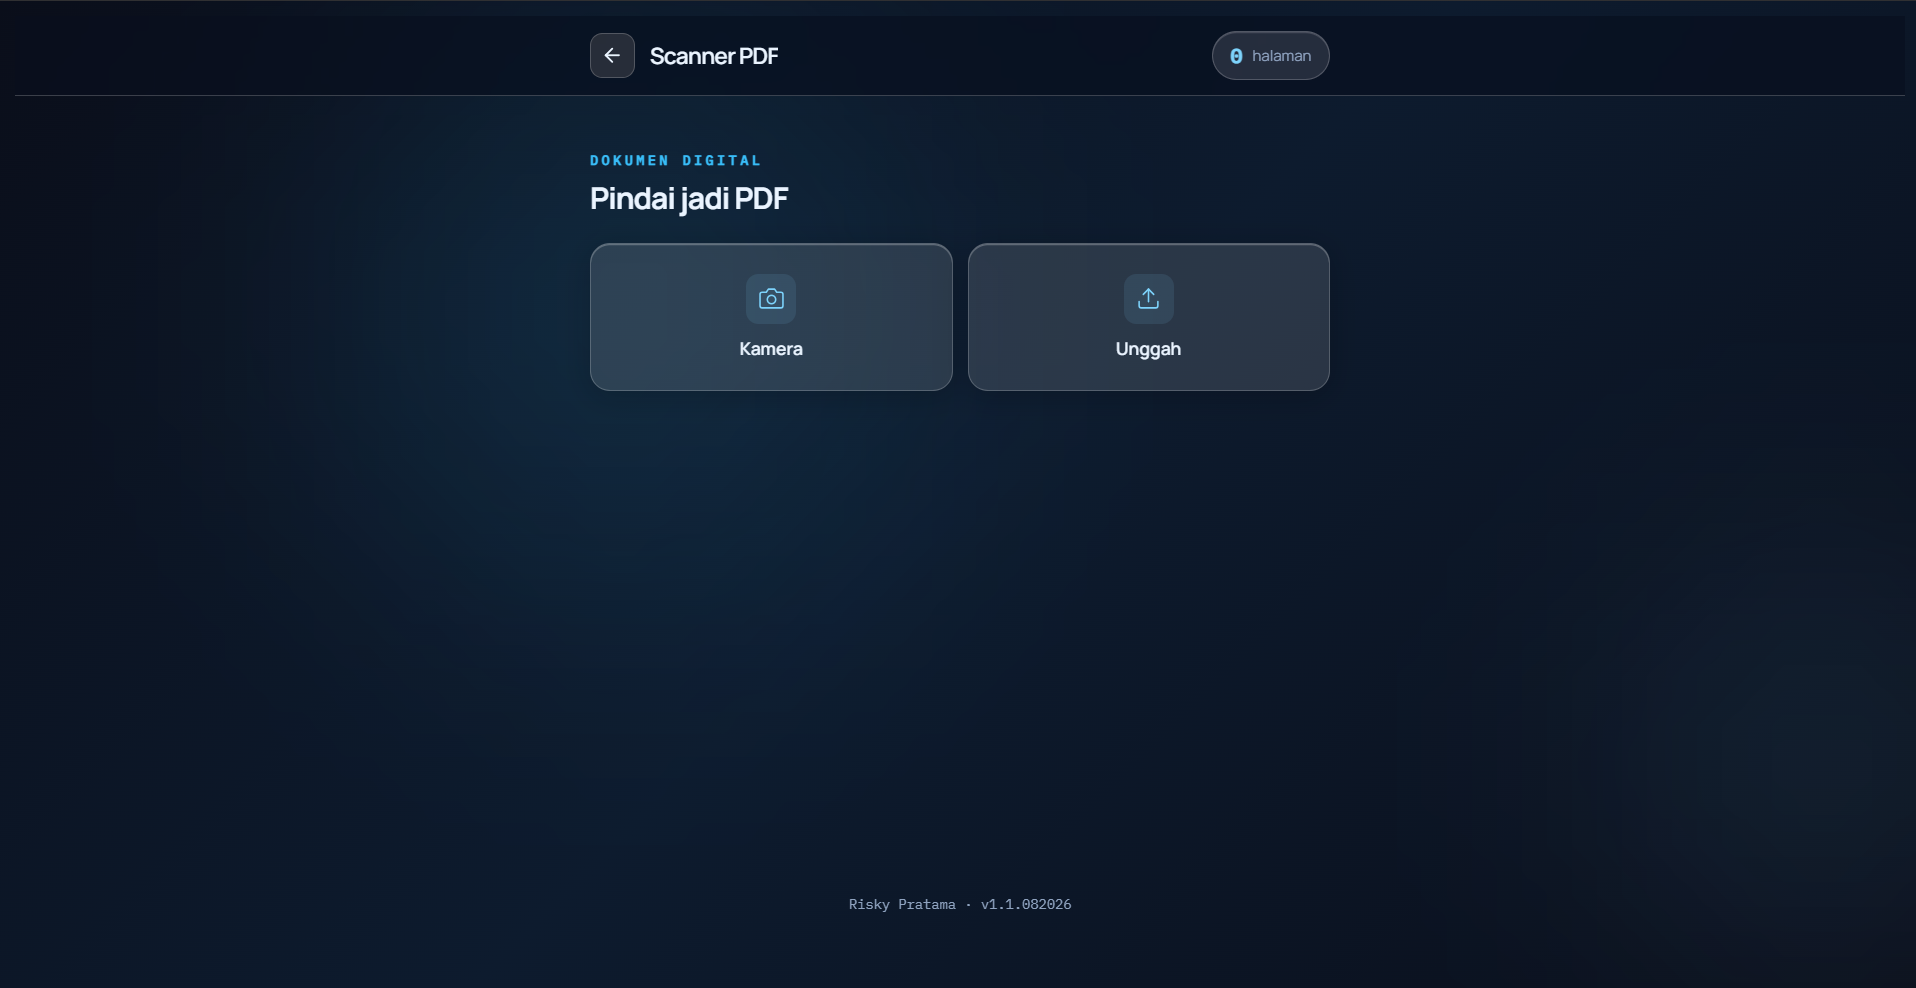 Scanner PDF
0 halaman
DOKUMEN DIGITAL
Pindai jadi PDF
Kamera
Unggah
Risky Pratama · v1.1.082026